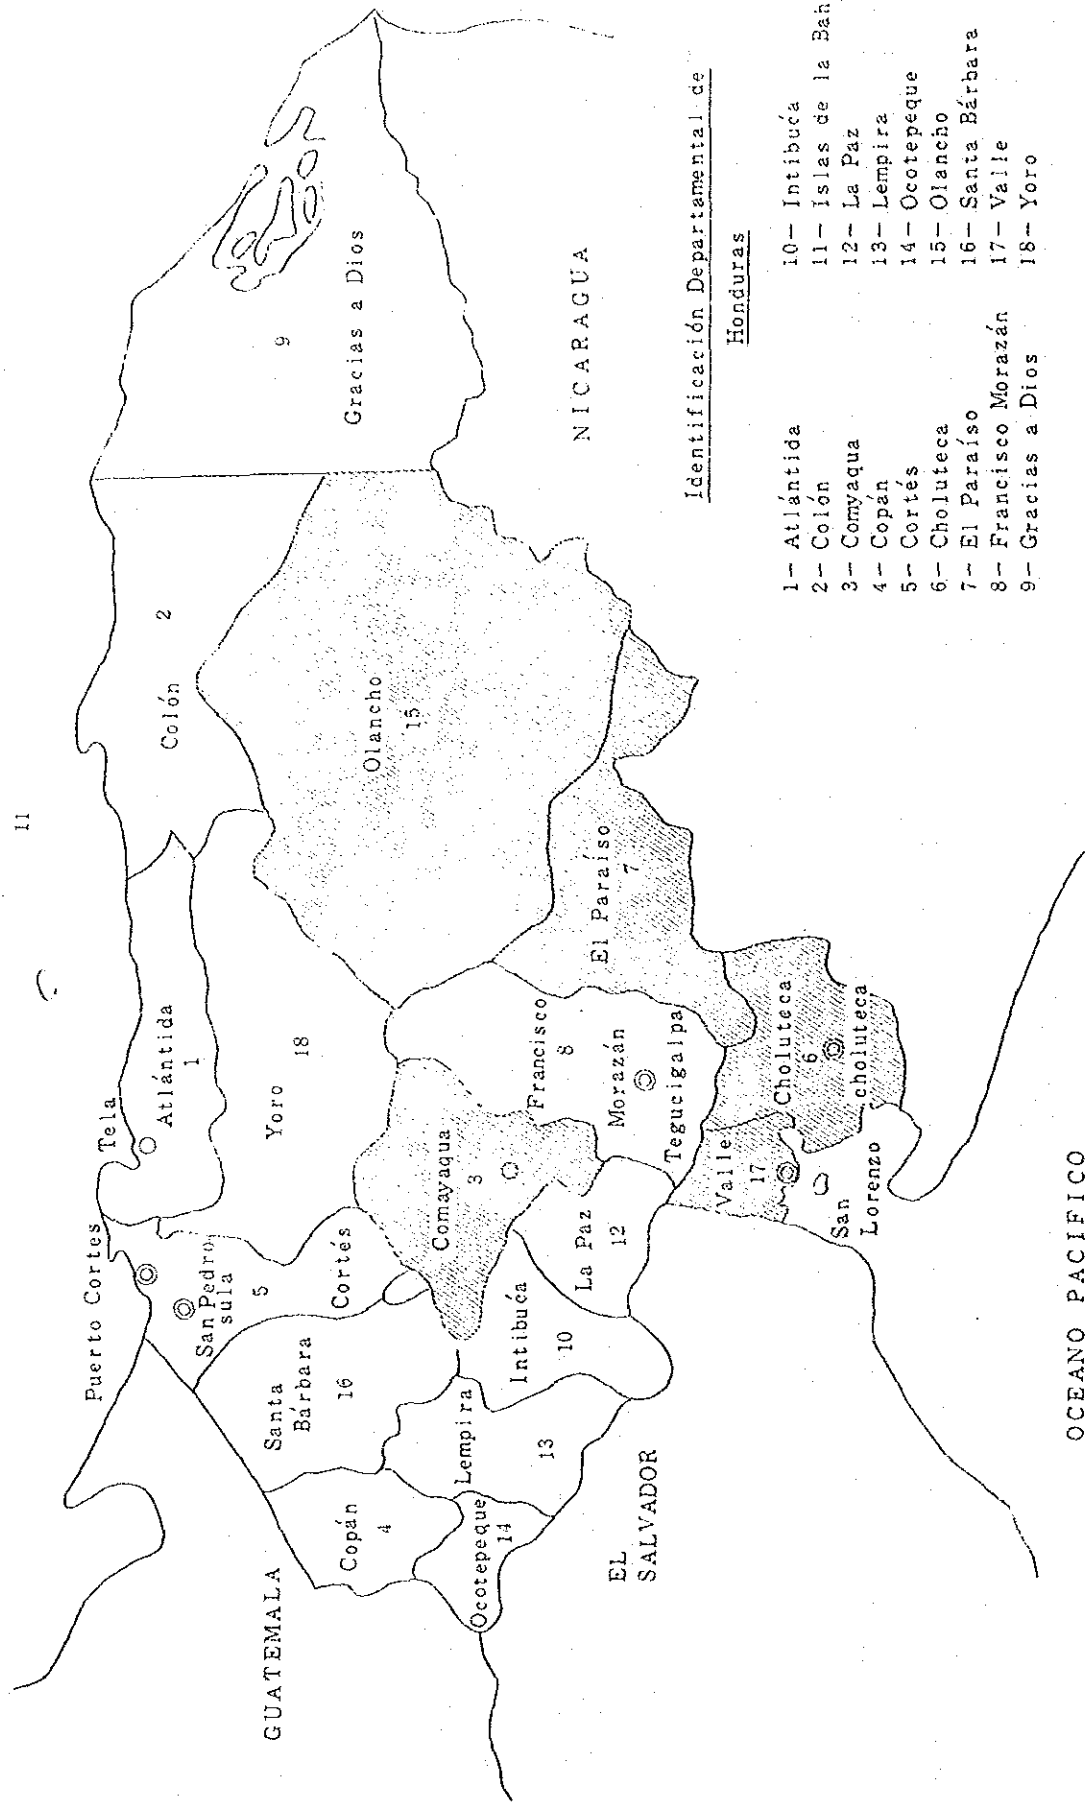 11
Puerto Cortes
Tela
Atlántida
1
Colón
2
9
Gracias a Dios
GUATEMALA
San Pedro
sula
5
Cortés
Yoro
18
Santa
Bárbara
16
Copán
4
Olancho
15
Comayaqua
3
Lempira
13
Ocotepeque
14
Intibuća
10
La Paz
12
Francisco
8
Morazán
Tegucigalpa
El Paraíso
7
NICARAGUA
EL
SALVADOR
Valle
17
Choluteca
6
choluteca
San
Lorenzo
OCEANO PACIFICO
Identificación Departamental de
Honduras
1- Atlántida
2- Colón
3- Comyaqua
4- Copán
5- Cortés
6- Choluteca
7- El Paraíso
8- Francisco Morazán
9- Gracias a Dios
10- Intibuća
11- Islas de la Bah
12- La Paz
13- Lempira
14- Ocotepeque
15- Olancho
16- Santa Bárbara
17- Valle
18- Yoro